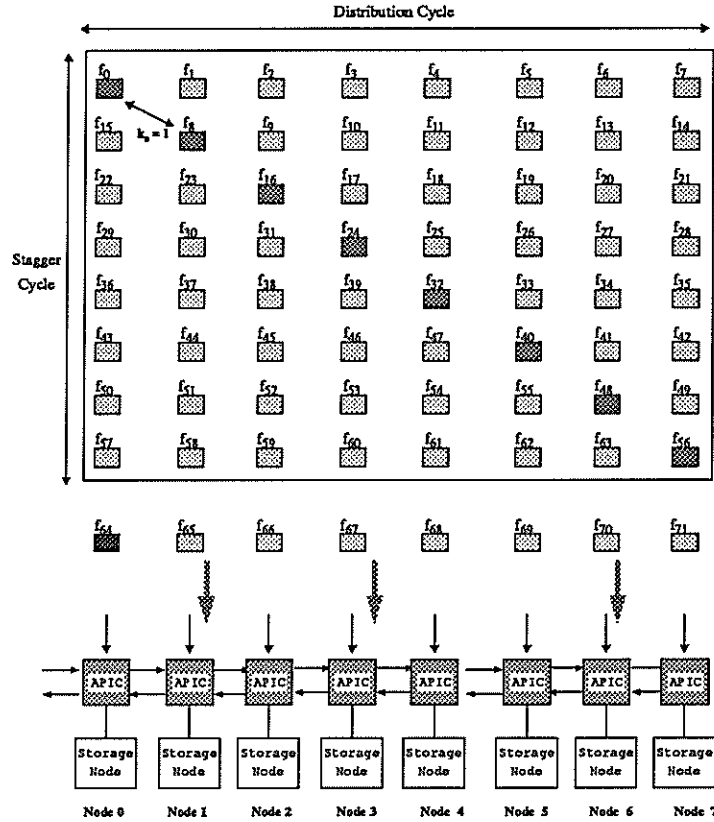 Distribution Cycle
f0 f1 f2 f3 f4 f5 f6 f7
k_s = 1
f15 f8 f9 f10 f11 f12 f13 f14
f22 f23 f16 f17 f18 f19 f20 f21
f29 f30 f31 f24 f25 f26 f27 f28
Stagger
Cycle
f36 f37 f38 f39 f32 f33 f34 f35
f43 f44 f45 f46 f47 f40 f41 f42
f50 f51 f52 f53 f54 f55 f48 f49
f57 f58 f59 f60 f61 f62 f63 f56
f64 f65 f66 f67 f68 f69 f70 f71
APIC APIC APIC APIC APIC APIC APIC APIC
Storage Storage Storage Storage Storage Storage Storage Storage
Node Node Node Node Node Node Node Node
Node 0 Node 1 Node 2 Node 3 Node 4 Node 5 Node 6 Node 7